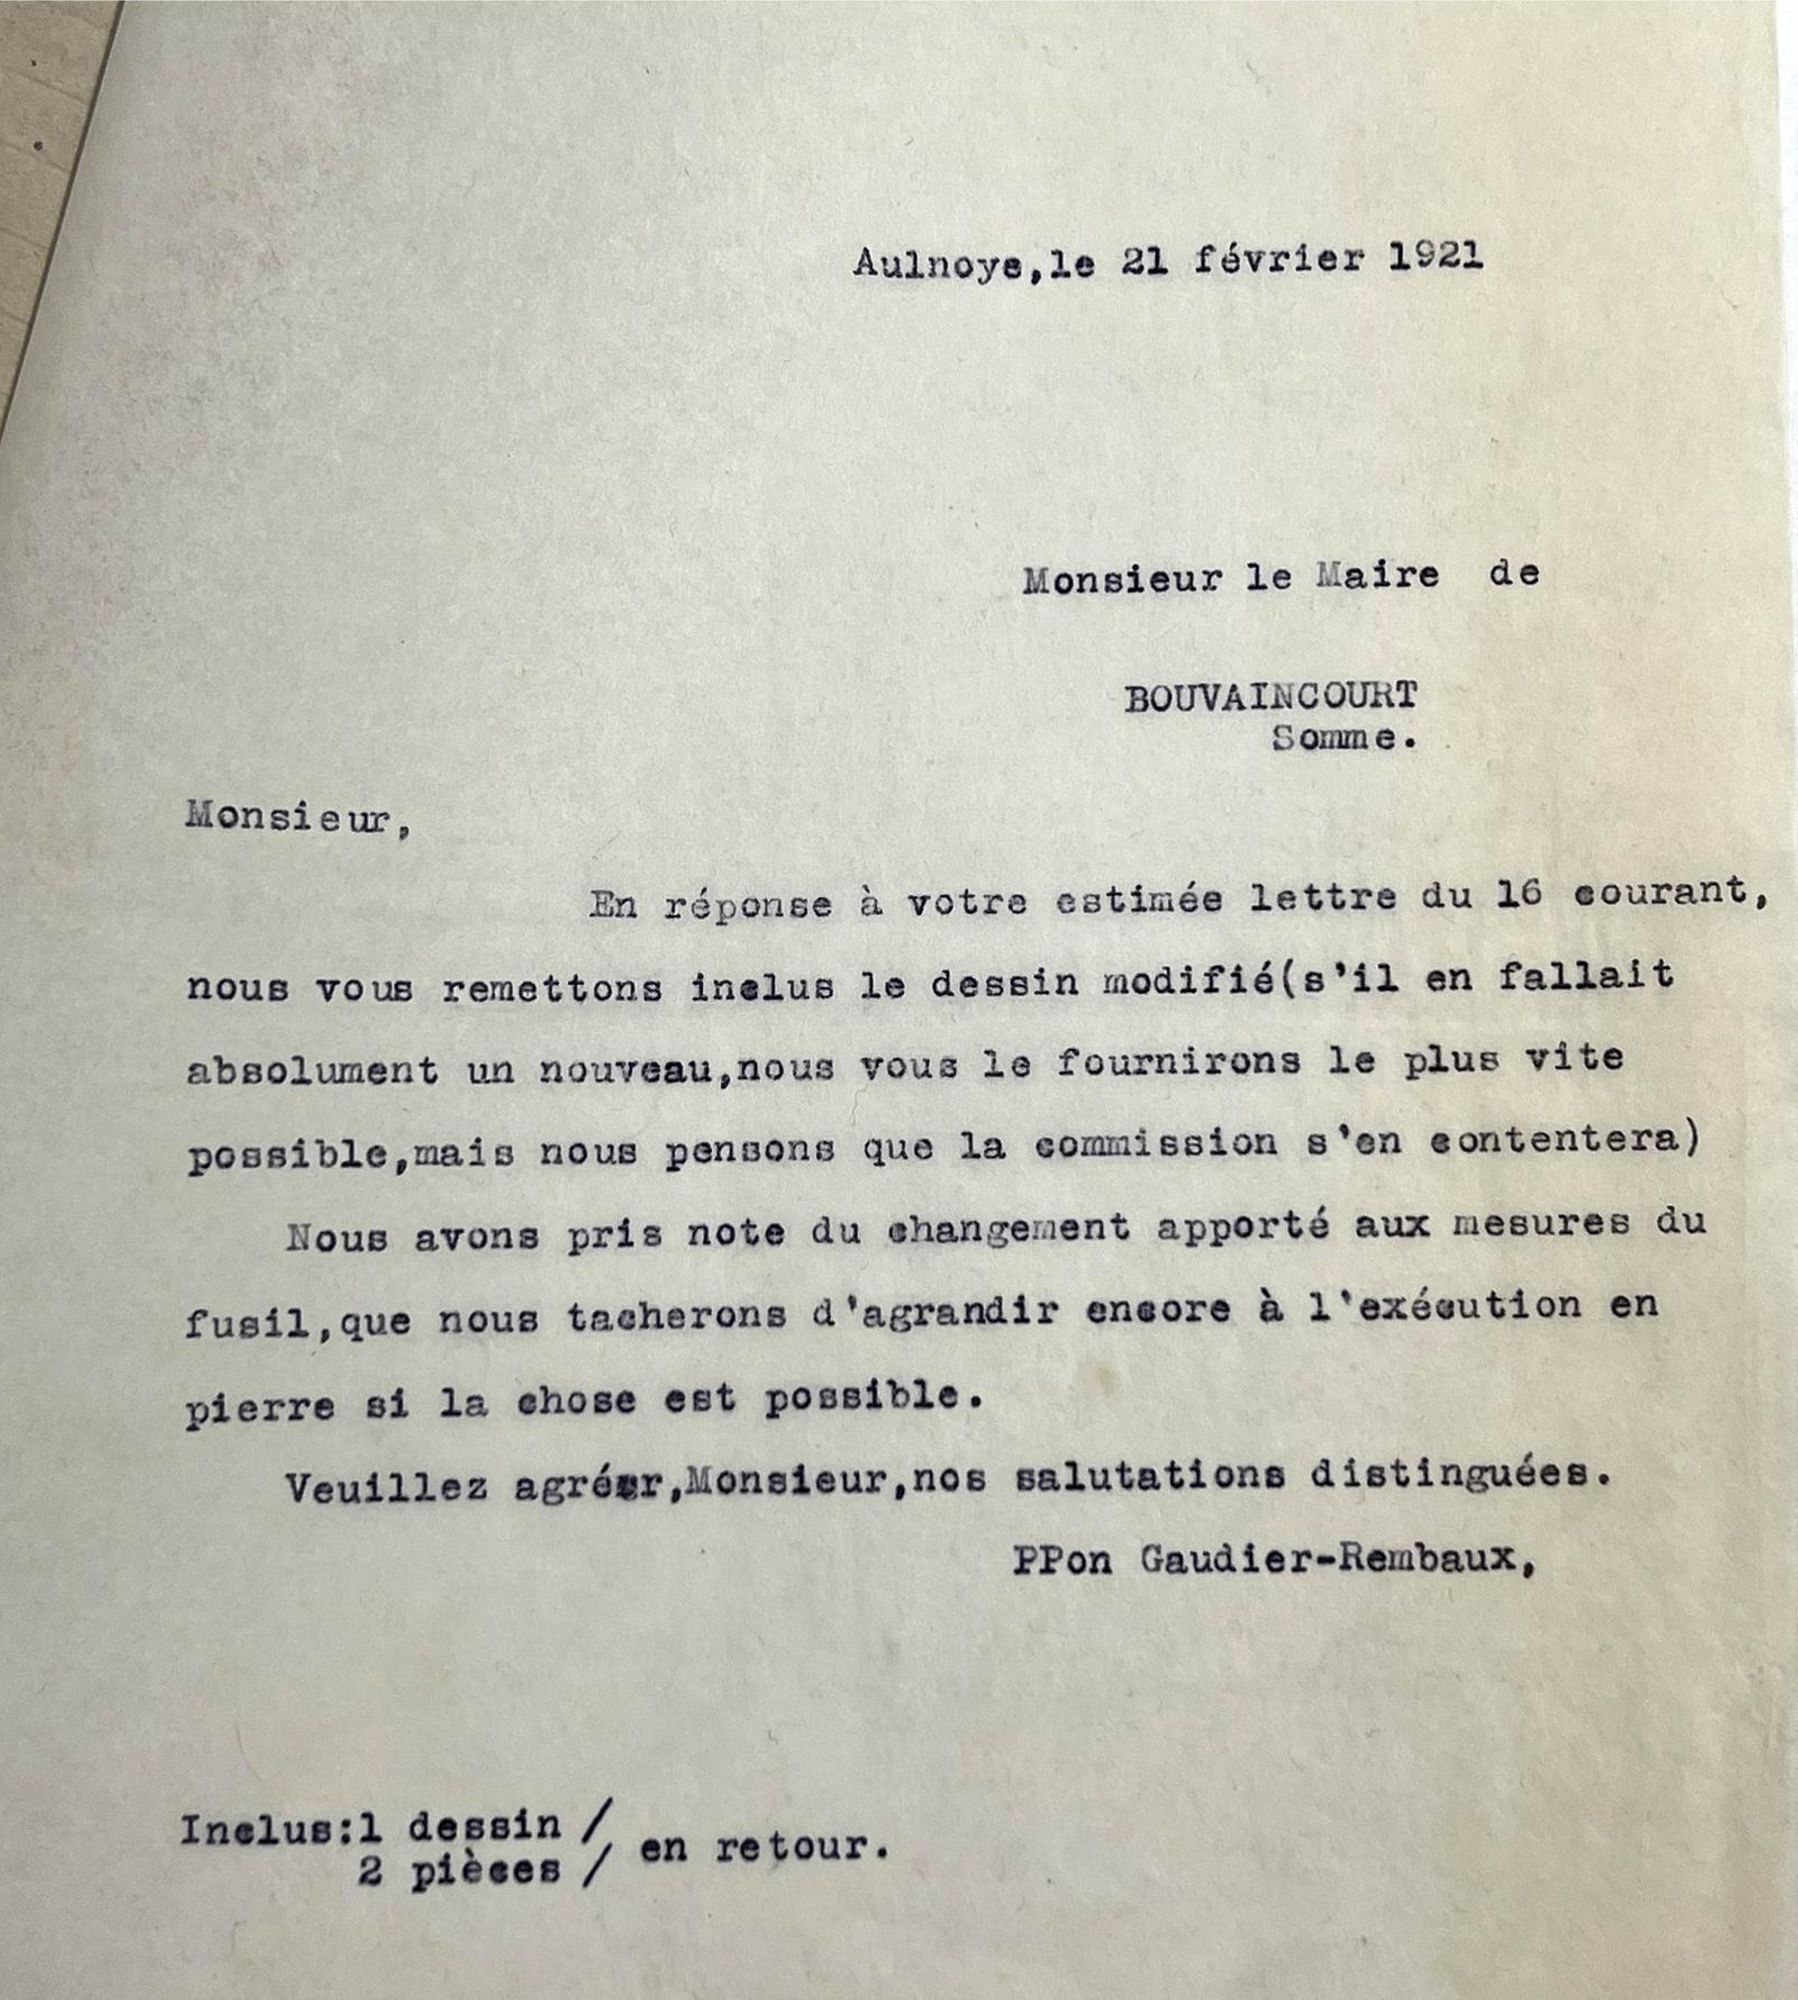 Aulnoye,le 21 février 1921
Monsieur le Maire de
BOUVAINCOURT
Somme.
Monsieur,
En réponse à votre estimée lettre du 16 courant,
nous vous remettons inclus le dessin modifié(s'il en fallait
absolument un nouveau,nous vous le fournirons le plus vite
possible,mais nous pensons que la commission s'en contentera)
Nous avons pris note du changement apporté aux mesures du
fusil,que nous tacherons d'agrandir encore à l'exécution en
pierre si la chose est possible.
Veuillez agréer,Monsieur,nos salutations distinguées.
PPon Gaudier-Rembaux,
Inclus:1 dessin /
2 pièces / en retour.